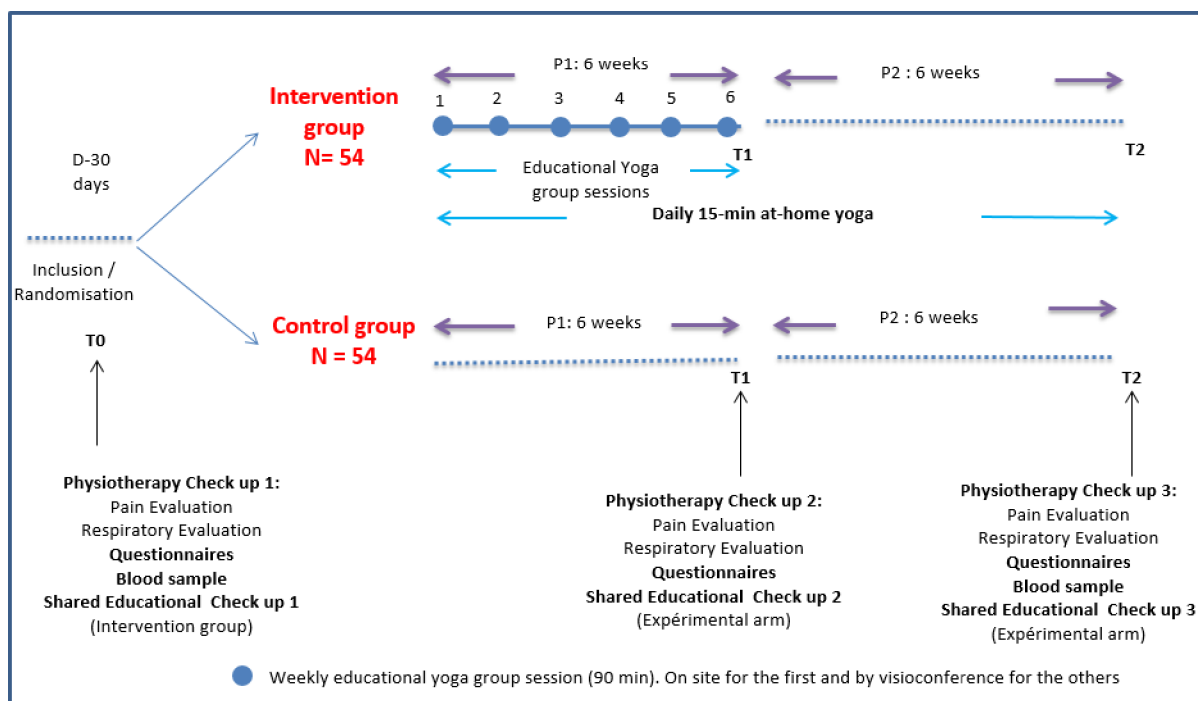 P1: 6 weeks
P2 : 6 weeks
Intervention
group
N= 54
1 2 3 4 5 6
T1
T2
D-30
days
Educational Yoga
group sessions
Daily 15-min at-home yoga
Inclusion /
Randomisation
T0
Control group
N = 54
P1: 6 weeks
P2 : 6 weeks
T1
T2
Physiotherapy Check up 1:
Pain Evaluation
Respiratory Evaluation
Questionnaires
Blood sample
Shared Educational Check up 1
(Intervention group)
Physiotherapy Check up 2:
Pain Evaluation
Respiratory Evaluation
Questionnaires
Shared Educational Check up 2
(Expérimental arm)
Physiotherapy Check up 3:
Pain Evaluation
Respiratory Evaluation
Questionnaires
Blood sample
Shared Educational Check up 3
(Expérimental arm)
Weekly educational yoga group session (90 min). On site for the first and by visioconference for the others